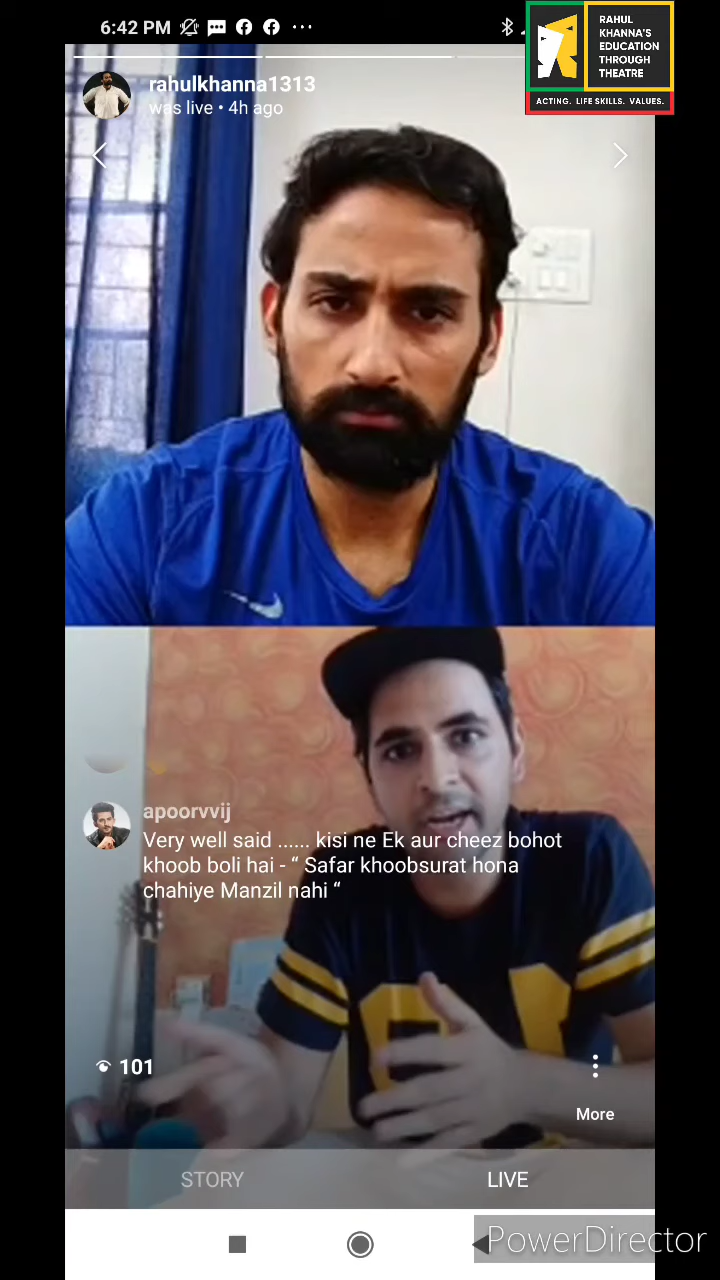 6:42 PM
RAHUL
KHANNA'S
EDUCATION
THROUGH
THEATRE
ACTING. LIFE SKILLS. VALUES.
rahulkhanna1313
was live • 4h ago
apoorvvij
Very well said ...... kisi ne Ek aur cheez bohot
khoob boli hai - “ Safar khoobsurat hona
chahiye Manzil nahi “
101
More
STORY
LIVE
PowerDirector